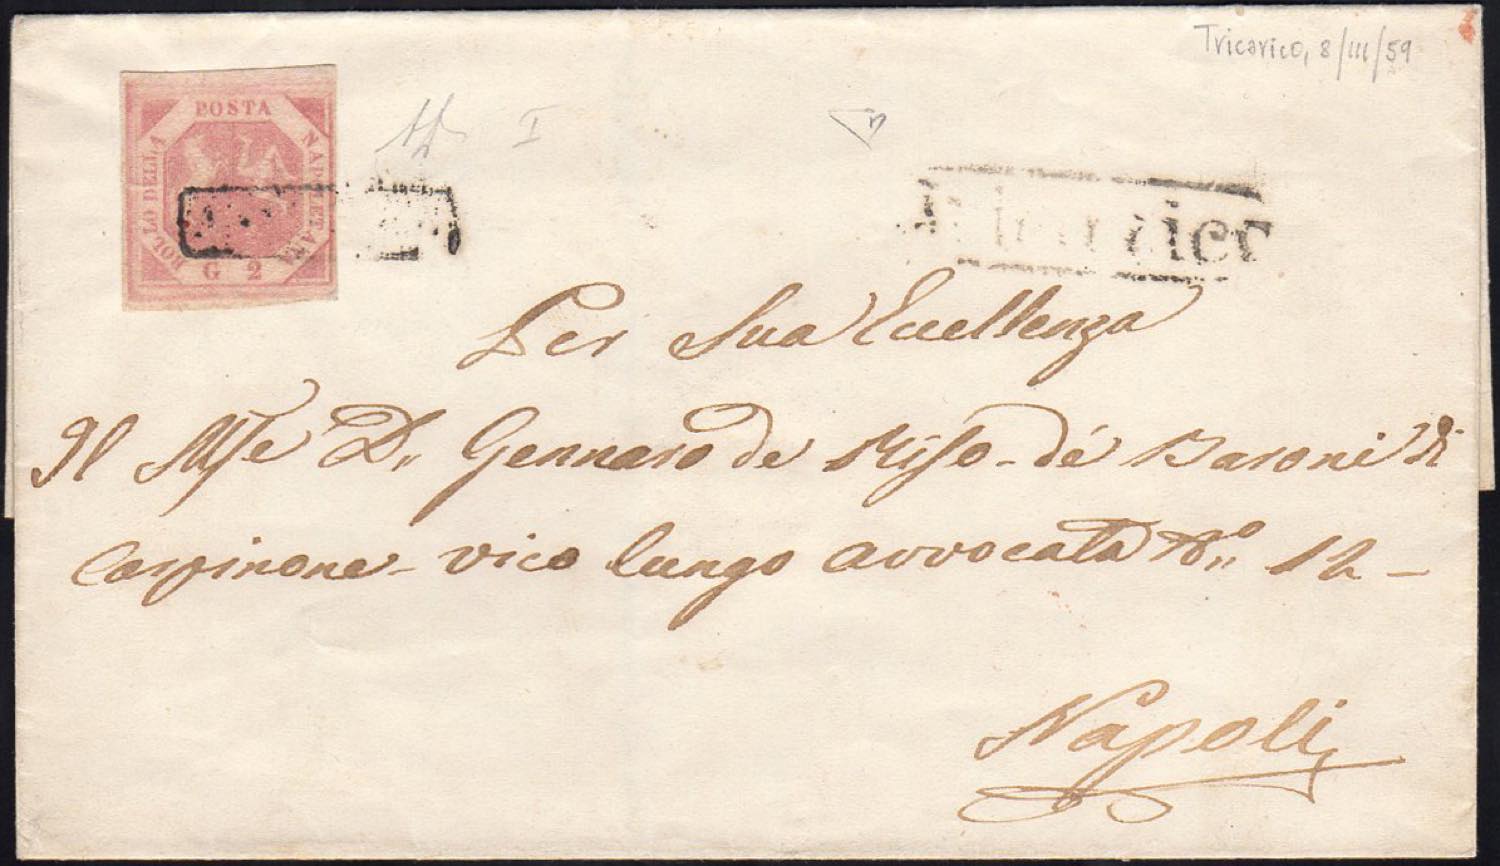 Tricarico, 8/III/59
BOLLO DELLA POSTA NAPOLETANA
G 2
I
Per Sua Eccellenza
Il D. Gennaro de Riso de' Baroni di
Carpinone - vico lungo avvocata No. 12 -
Napoli